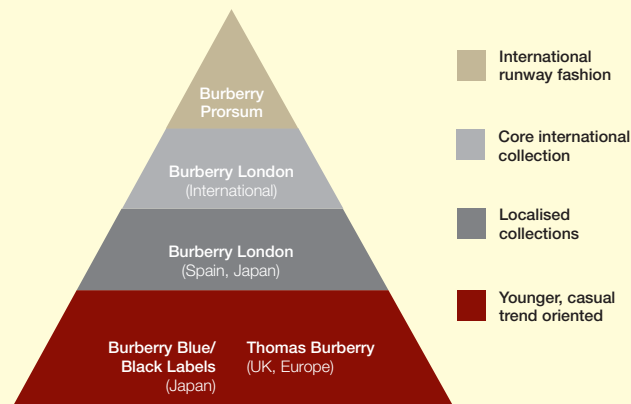 Burberry
Prorsum
Burberry London
(International)
Burberry London
(Spain, Japan)
Burberry Blue/
Black Labels
(Japan)
Thomas Burberry
(UK, Europe)
International
runway fashion
Core international
collection
Localised
collections
Younger, casual
trend oriented